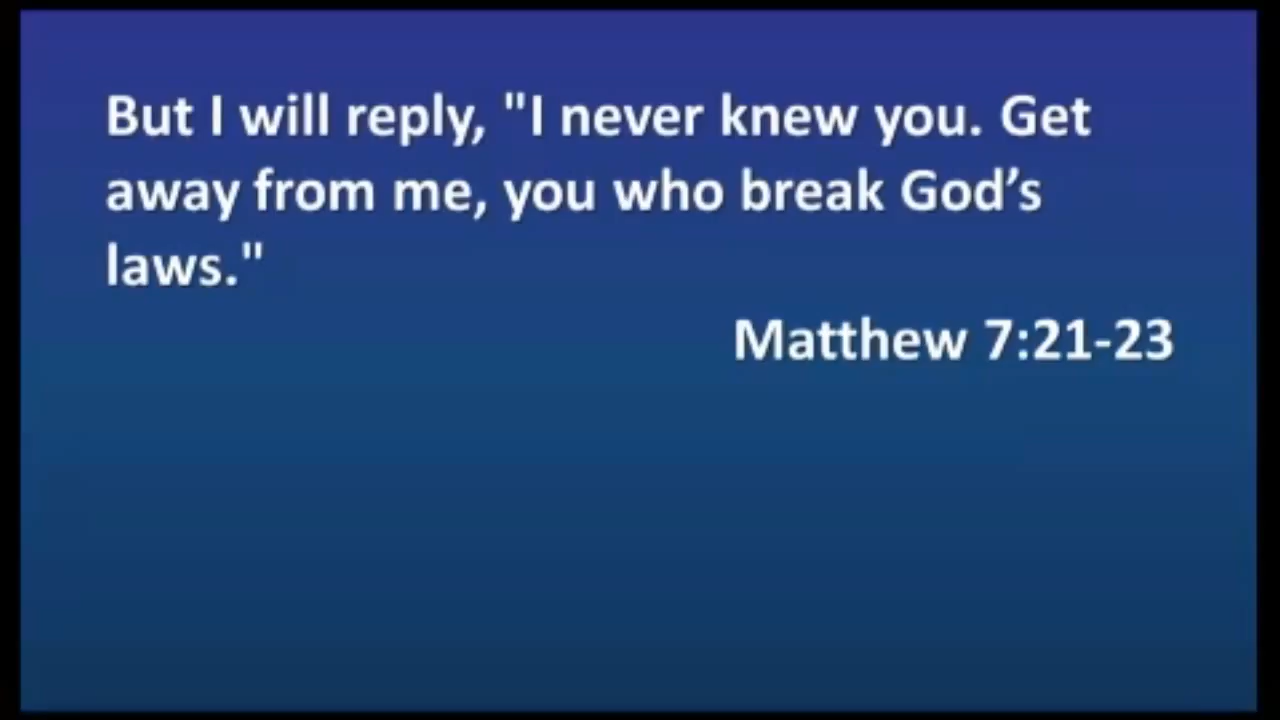 But I will reply, "I never knew you. Get
away from me, you who break God’s
laws."
Matthew 7:21-23